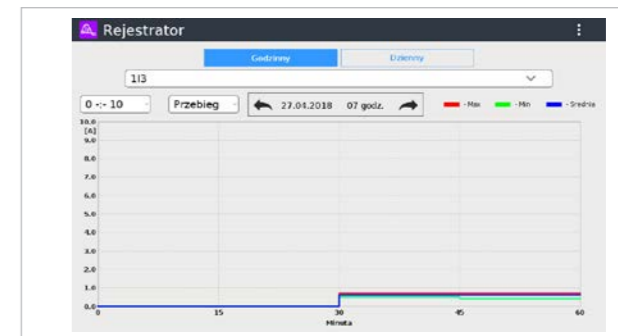 Rejestrator
Godzinny Dzienny
1I3
0 -:- 10 Przebieg 27.04.2018 07 godz. - Max - Min - Srednia
10.0
[A]
9.0
8.0
7.0
6.0
5.0
4.0
3.0
2.0
1.0
0.0
0 15 30 45 60
Minuta